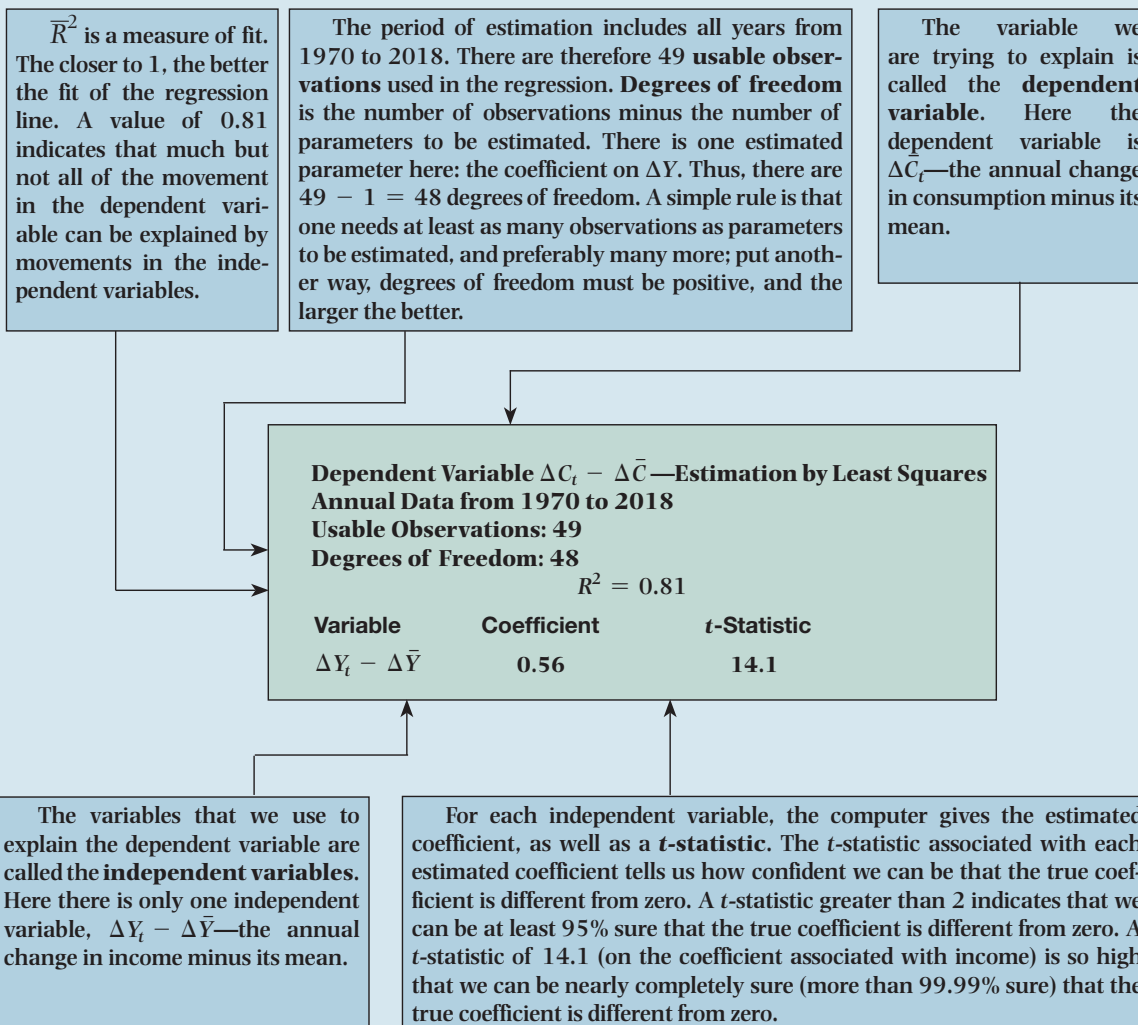 R̅² is a measure of fit.
The closer to 1, the better
the fit of the regression
line. A value of 0.81
indicates that much but
not all of the movement
in the dependent vari-
able can be explained by
movements in the inde-
pendent variables.
The period of estimation includes all years from
1970 to 2018. There are therefore 49 usable obser-
vations used in the regression. Degrees of freedom
is the number of observations minus the number of
parameters to be estimated. There is one estimated
parameter here: the coefficient on ΔY. Thus, there are
49 − 1 = 48 degrees of freedom. A simple rule is that
one needs at least as many observations as parameters
to be estimated, and preferably many more; put anoth-
er way, degrees of freedom must be positive, and the
larger the better.
The variable we
are trying to explain is
called the dependent
variable. Here the
dependent variable is
ΔC̄ₜ—the annual change
in consumption minus its
mean.
Dependent Variable ΔCₜ − ΔC̄—Estimation by Least Squares
Annual Data from 1970 to 2018
Usable Observations: 49
Degrees of Freedom: 48
R² = 0.81
Variable Coefficient t-Statistic
ΔYₜ − ΔȲ 0.56 14.1
The variables that we use to
explain the dependent variable are
called the independent variables.
Here there is only one independent
variable, ΔYₜ − ΔȲ—the annual
change in income minus its mean.
For each independent variable, the computer gives the estimated
coefficient, as well as a t-statistic. The t-statistic associated with each
estimated coefficient tells us how confident we can be that the true coef-
ficient is different from zero. A t-statistic greater than 2 indicates that we
can be at least 95% sure that the true coefficient is different from zero. A
t-statistic of 14.1 (on the coefficient associated with income) is so high
that we can be nearly completely sure (more than 99.99% sure) that the
true coefficient is different from zero.